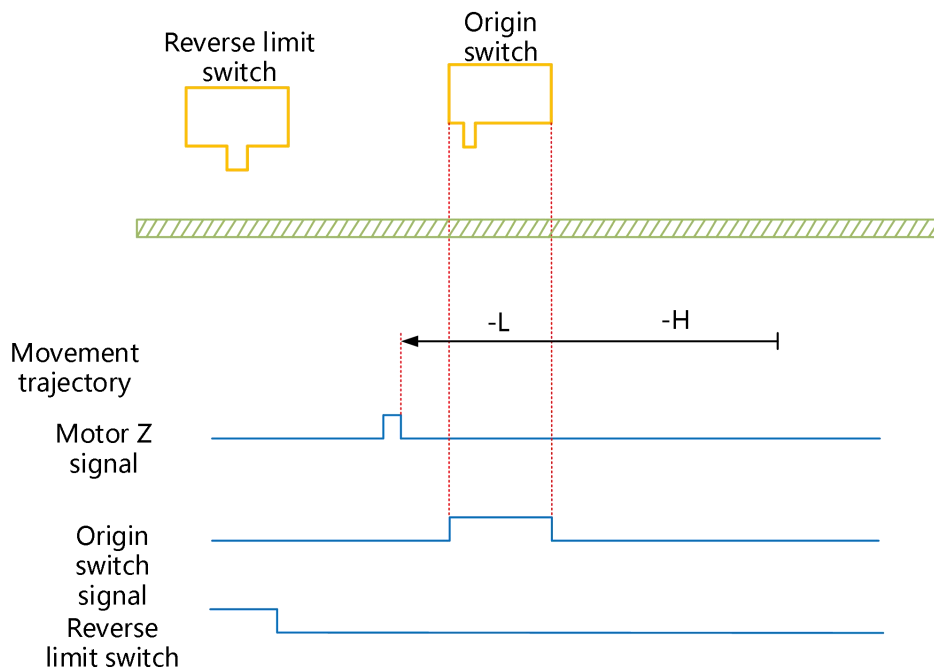 Origin
switch
Reverse limit
switch
-L
-H
Movement
trajectory
Motor Z
signal
Origin
switch
signal
Reverse
limit switch